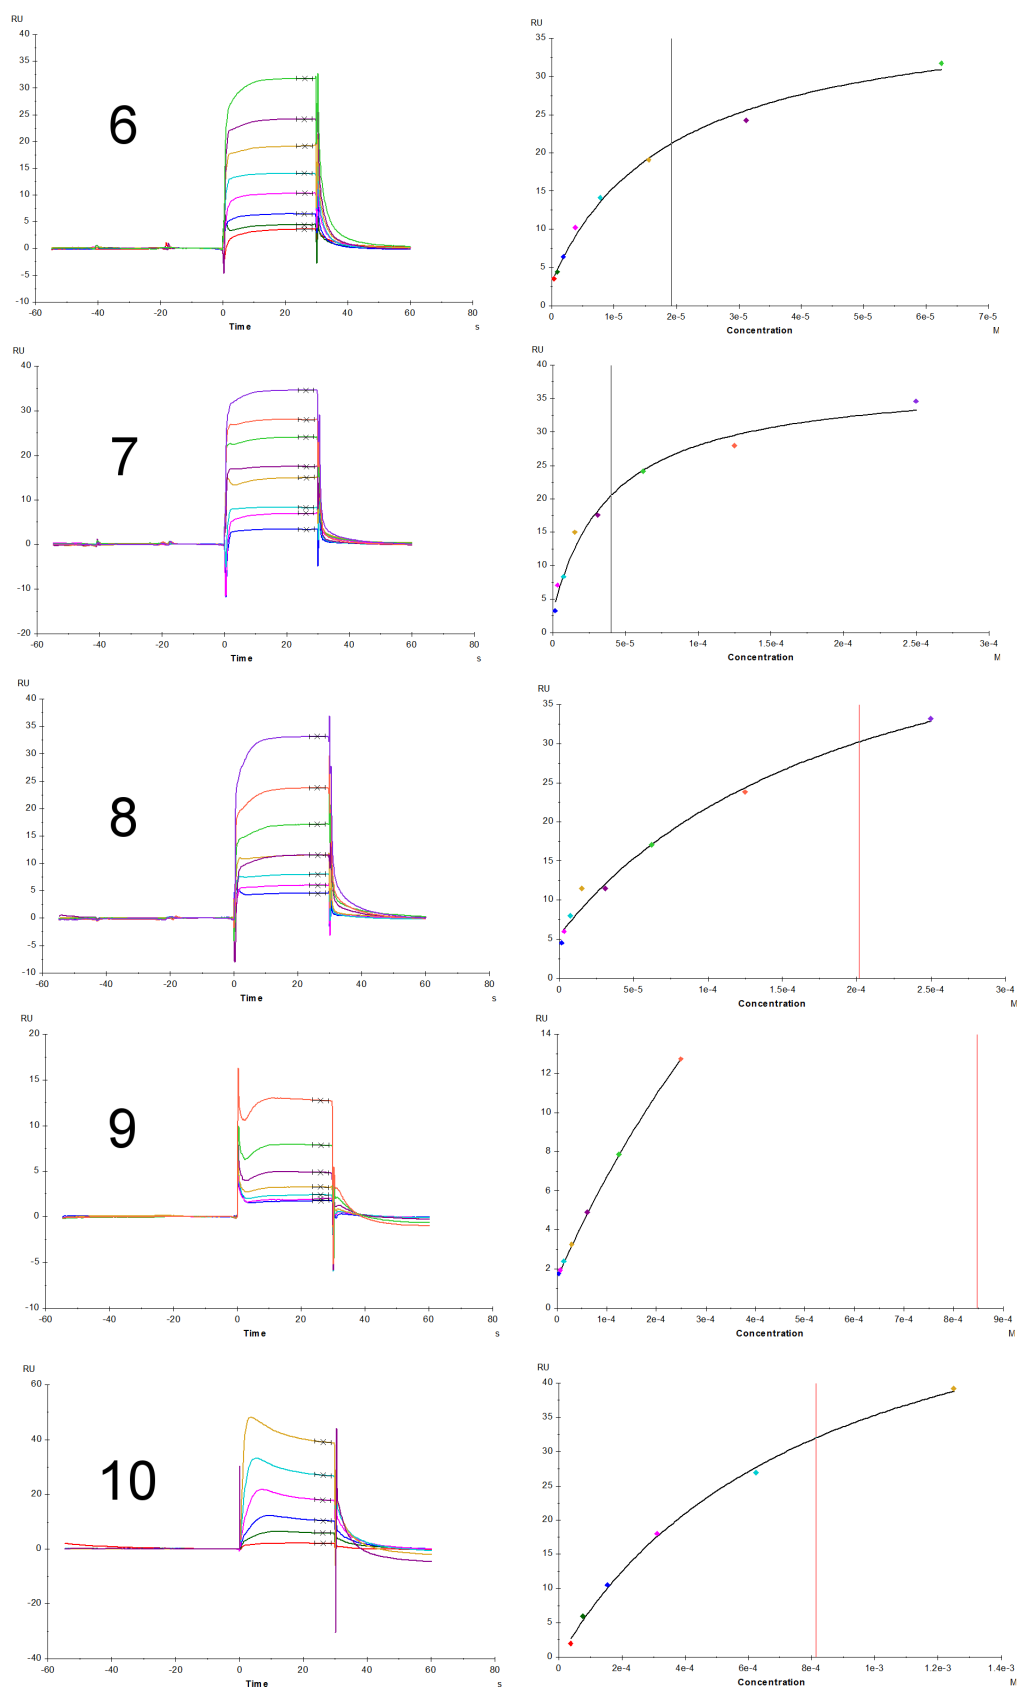 RU
40
35
30
25
20
15
10
5
0
-5
-10
-60
-40
-20
0
20
40
60
80
Time
s
6
RU
35
30
25
20
15
10
5
0
0
1e-5
2e-5
3e-5
4e-5
5e-5
6e-5
7e-5
Concentration
M
RU
40
30
20
10
0
-10
-20
-60
-40
-20
0
20
40
60
80
Time
s
7
RU
40
35
30
25
20
15
10
5
0
0
5e-5
1e-4
1.5e-4
2e-4
2.5e-4
3e-4
Concentration
M
RU
40
35
30
25
20
15
10
5
0
-5
-10
-60
-40
-20
0
20
40
60
80
Time
s
8
RU
35
30
25
20
15
10
5
0
0
5e-5
1e-4
1.5e-4
2e-4
2.5e-4
3e-4
Concentration
M
RU
20
15
10
5
0
-5
-10
-60
-40
-20
0
20
40
60
80
Time
s
9
RU
14
12
10
8
6
4
2
0
0
1e-4
2e-4
3e-4
4e-4
5e-4
6e-4
7e-4
8e-4
9e-4
Concentration
M
RU
60
40
20
0
-20
-40
-60
-40
-20
0
20
40
60
80
Time
s
10
RU
40
35
30
25
20
15
10
5
0
0
2e-4
4e-4
6e-4
8e-4
1e-3
1.2e-3
1.4e-3
Concentration
M